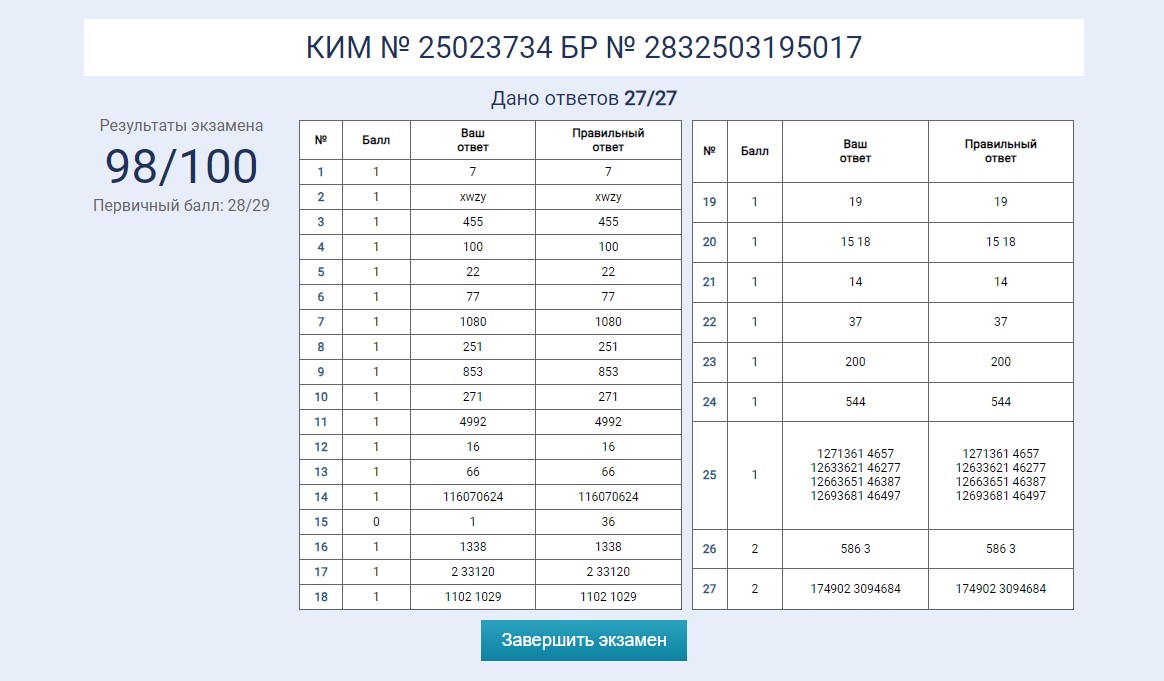 КИМ № 25023734 БР № 2832503195017
Дано ответов 27/27
Результаты экзамена
98/100
Первичный балл: 28/29
№ Балл Ваш ответ Правильный ответ
1 1 7 7
2 1 xwzy xwzy
3 1 455 455
4 1 100 100
5 1 22 22
6 1 77 77
7 1 1080 1080
8 1 251 251
9 1 853 853
10 1 271 271
11 1 4992 4992
12 1 16 16
13 1 66 66
14 1 116070624 116070624
15 0 1 36
16 1 1338 1338
17 1 2 33120 2 33120
18 1 1102 1029 1102 1029
№ Балл Ваш ответ Правильный ответ
19 1 19 19
20 1 15 18 15 18
21 1 14 14
22 1 37 37
23 1 200 200
24 1 544 544
25 1 1271361 4657 1271361 4657
12633621 46277 12633621 46277
12663651 46387 12663651 46387
12693681 46497 12693681 46497
26 2 586 3 586 3
27 2 174902 3094684 174902 3094684
Завершить экзамен